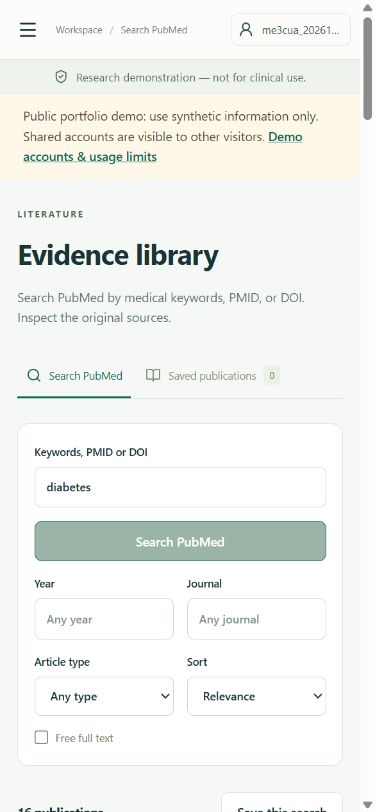 Workspace / Search PubMed
me3cua_20261...
Research demonstration — not for clinical use.
Public portfolio demo: use synthetic information only.
Shared accounts are visible to other visitors. Demo
accounts & usage limits
LITERATURE
Evidence library
Search PubMed by medical keywords, PMID, or DOI.
Inspect the original sources.
Search PubMed
Saved publications 0
Keywords, PMID or DOI
diabetes
Search PubMed
Year
Journal
Any year
Any journal
Article type
Sort
Any type
Relevance
Free full text
16 publications
Save this search